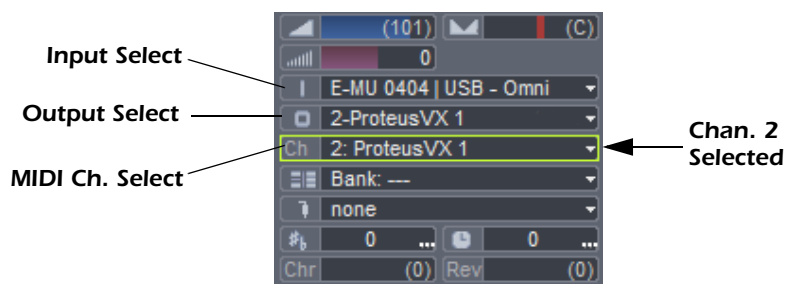 (101) (C)
0
Input Select
I E-MU 0404 | USB - Omni
Output Select
2-ProteusVX 1
Ch 2: ProteusVX 1
Chan. 2
Selected
MIDI Ch. Select
Bank: ---
none
♯♭ 0 ... 0 ...
Chr (0) Rev (0)